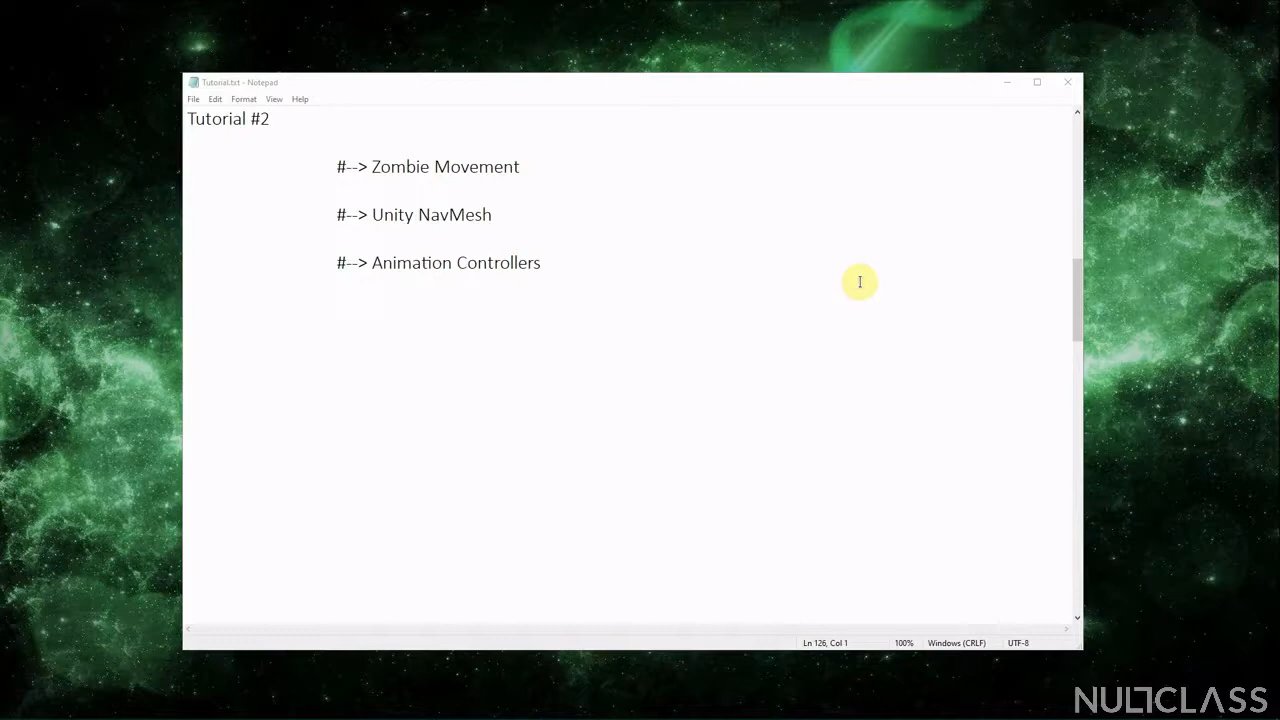 Tutorial.txt - Notepad
File Edit Format View Help
Tutorial #2
#--> Zombie Movement
#--> Unity NavMesh
#--> Animation Controllers
Ln 126, Col 1 100% Windows (CRLF) UTF-8
NULLCLASS